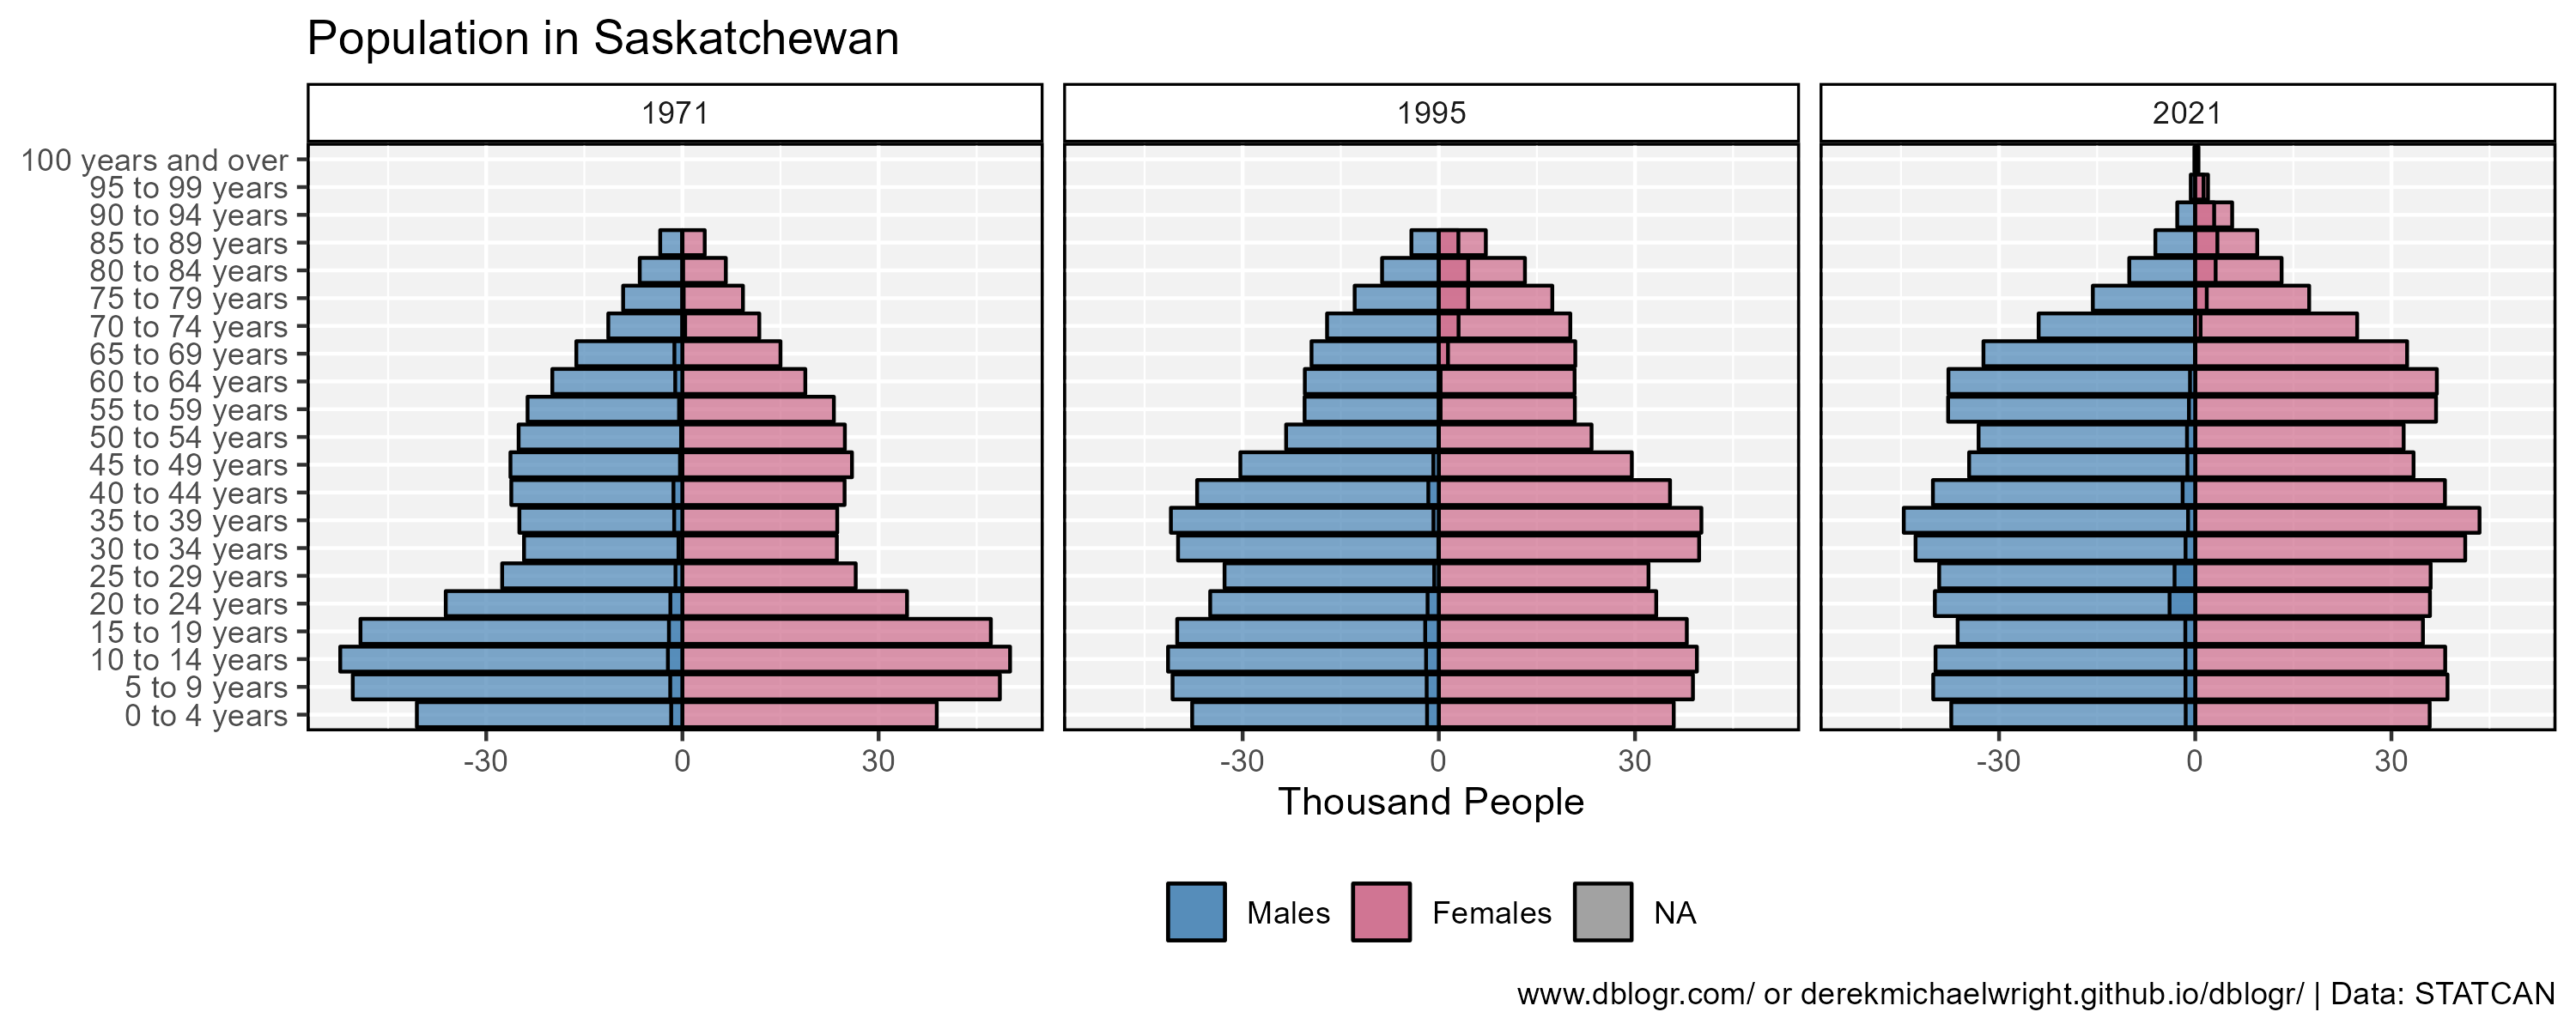 Population in Saskatchewan
1971
1995
2021
100 years and over
95 to 99 years
90 to 94 years
85 to 89 years
80 to 84 years
75 to 79 years
70 to 74 years
65 to 69 years
60 to 64 years
55 to 59 years
50 to 54 years
45 to 49 years
40 to 44 years
35 to 39 years
30 to 34 years
25 to 29 years
20 to 24 years
15 to 19 years
10 to 14 years
5 to 9 years
0 to 4 years
-30 0 30
-30 0 30
-30 0 30
Thousand People
Males Females NA
www.dblogr.com/ or derekmichaelwright.github.io/dblogr/ | Data: STATCAN